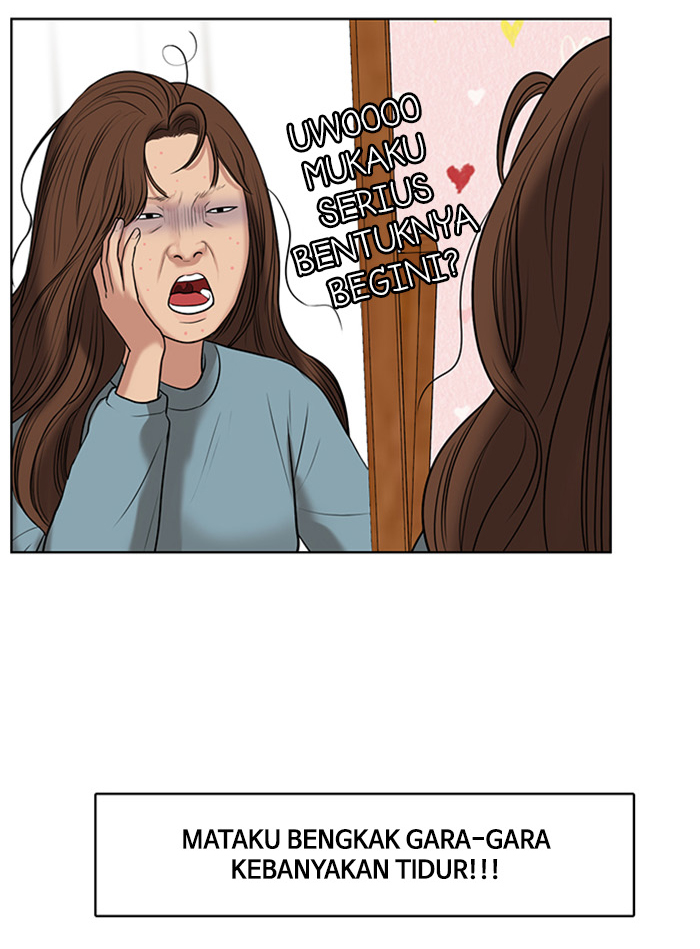 UWOOOO
MUKAKU
SERIUS
BENTUKNYA
BEGINI?
MATAKU BENGKAK GARA-GARA
KEBANYAKAN TIDUR!!!